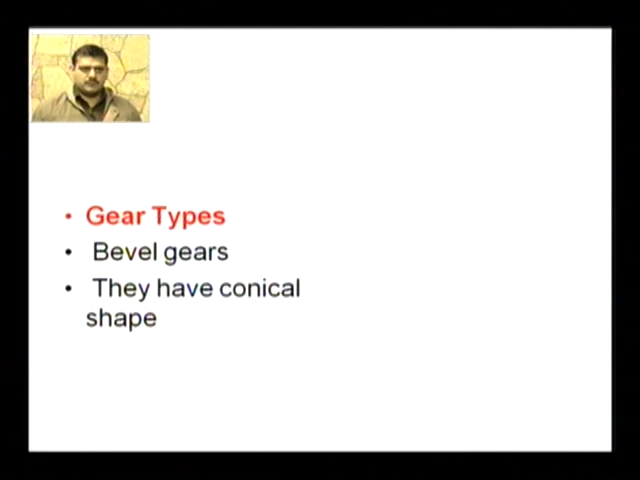 • Gear Types
• Bevel gears
• They have conical
shape